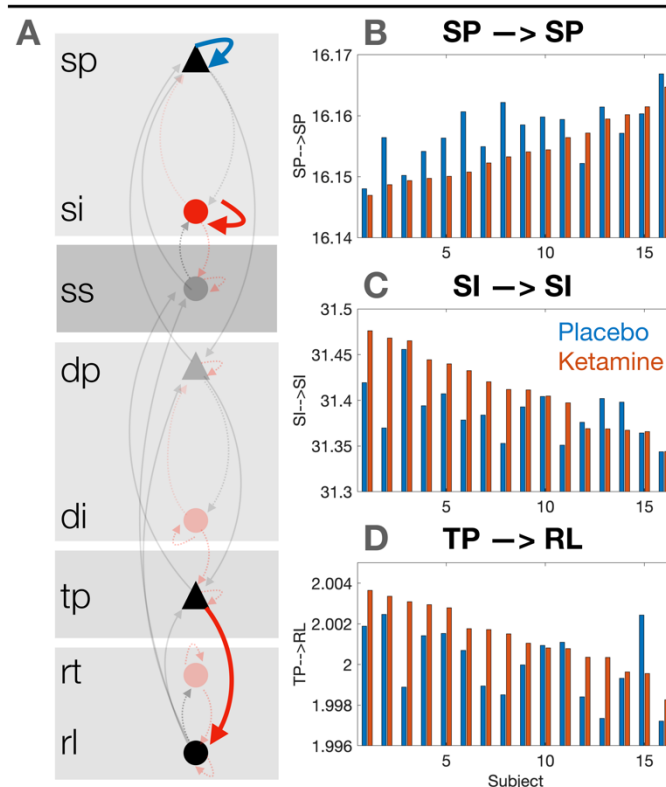 A
sp
si
ss
dp
di
tp
rt
rl
B
SP —> SP
16.17
16.16
16.15
16.14
SP-->SP
5
10
15
C
SI —> SI
31.5
31.45
31.4
31.35
31.3
SI-->SI
Placebo
Ketamine
5
10
15
D
TP —> RL
2.004
2.002
2
1.998
1.996
TP-->RL
5
10
15
Subject